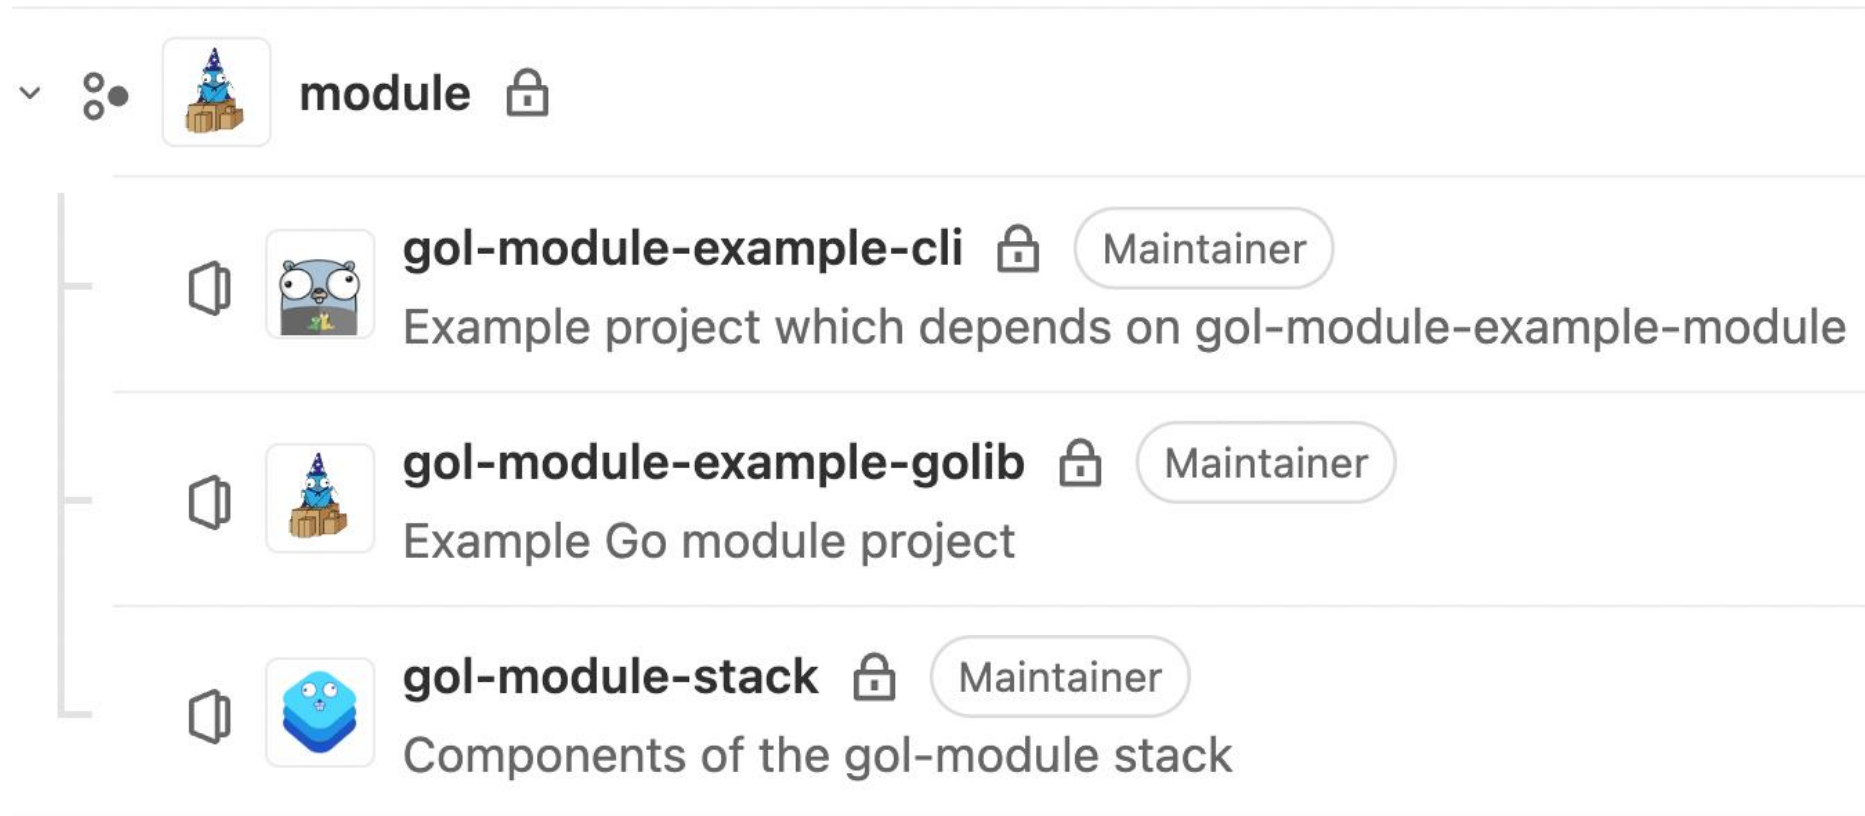 module
gol-module-example-cli Maintainer
Example project which depends on gol-module-example-module
gol-module-example-golib Maintainer
Example Go module project
gol-module-stack Maintainer
Components of the gol-module stack